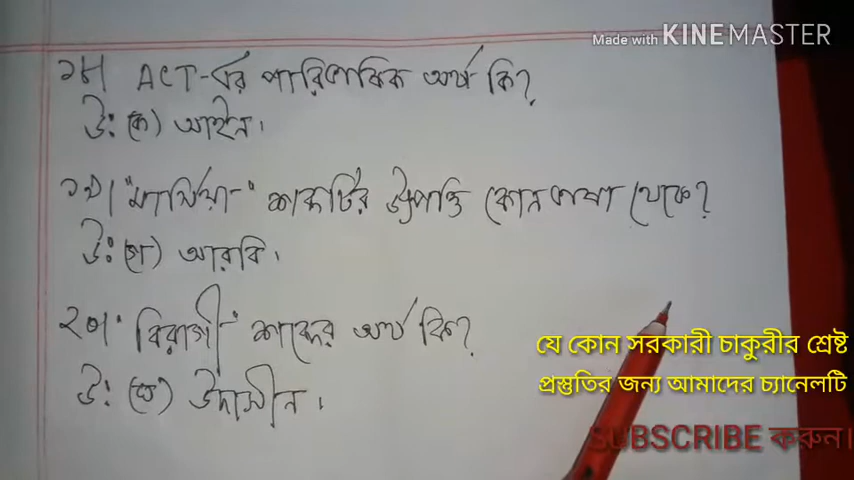 Made with KINEMASTER
১৮। ACT-এর পারিভাষিক অর্থ কি?
উ: (ক) আইন।
১৯। "মর্সিয়া-" শব্দটির উৎপত্তি কোন ভাষা থেকে?
উ: (গ) আরবি।
২০। 'বিরাগী-' শব্দের অর্থ কি?
উ: (ঘ) উদাসীন।
যে কোন সরকারী চাকুরীর শ্রেষ্ট
প্রস্তুতির জন্য আমাদের চ্যানেলটি
SUBSCRIBE করুন।